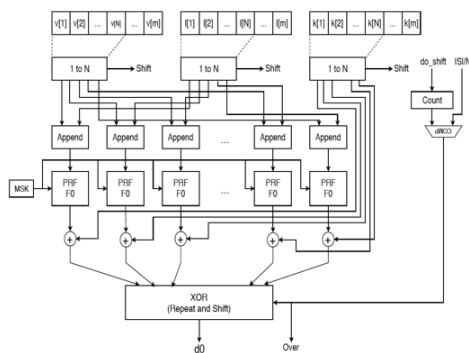 v[1] v[2] ... v[N] ... v[m] l[1] l[2] ... l[N] ... l[m] k[1] k[2] ... k[N] ... k[m]
do_shift |S|/N
1 to N Shift 1 to N Shift 1 to N Shift
Count
COMP
Append Append Append ... Append Append
MSK
PRF PRF PRF ... PRF PRF
F0 F0 F0 F0 F0
+ + + + +
XOR
(Repeat and Shift)
d0 Over